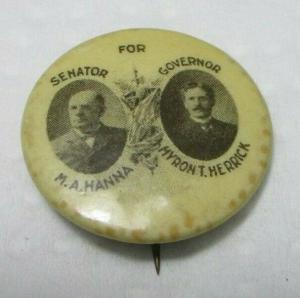 FOR
SENATOR
GOVERNOR
M.A. HANNA
MYRON T. HERRICK